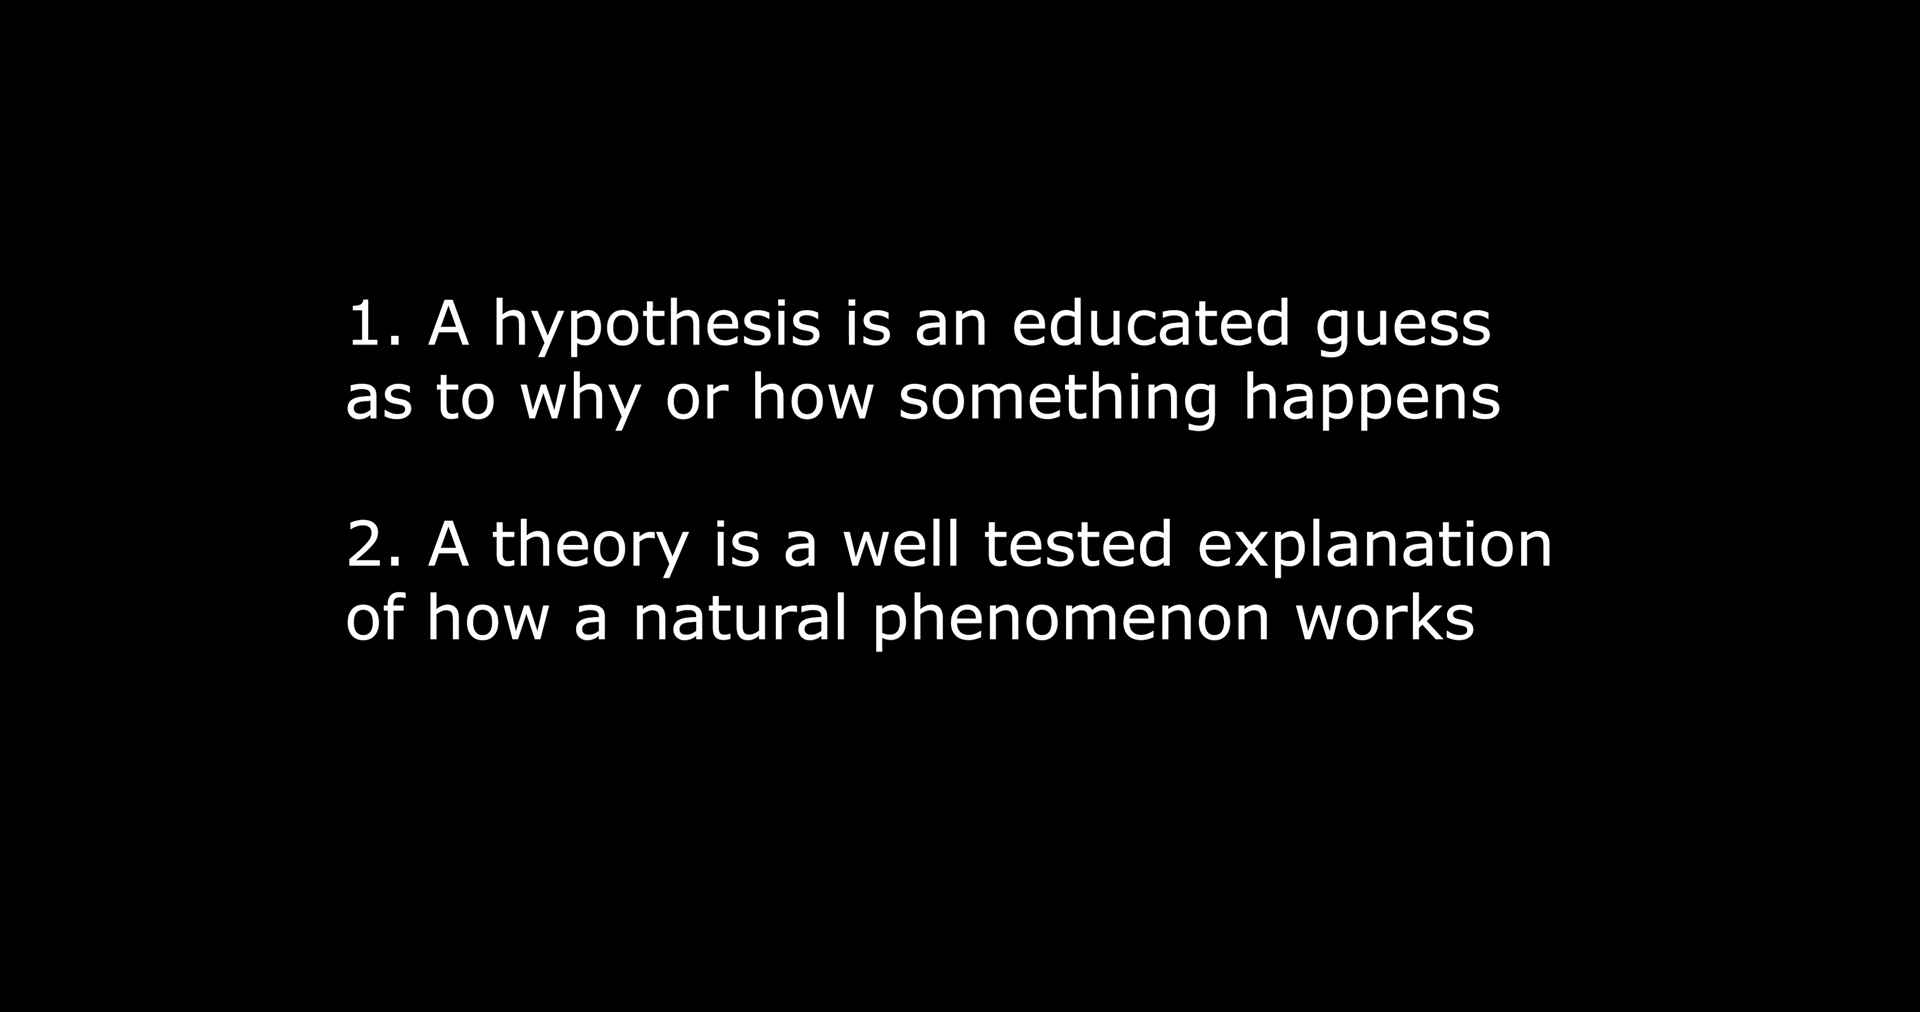 1. A hypothesis is an educated guess
as to why or how something happens
2. A theory is a well tested explanation
of how a natural phenomenon works